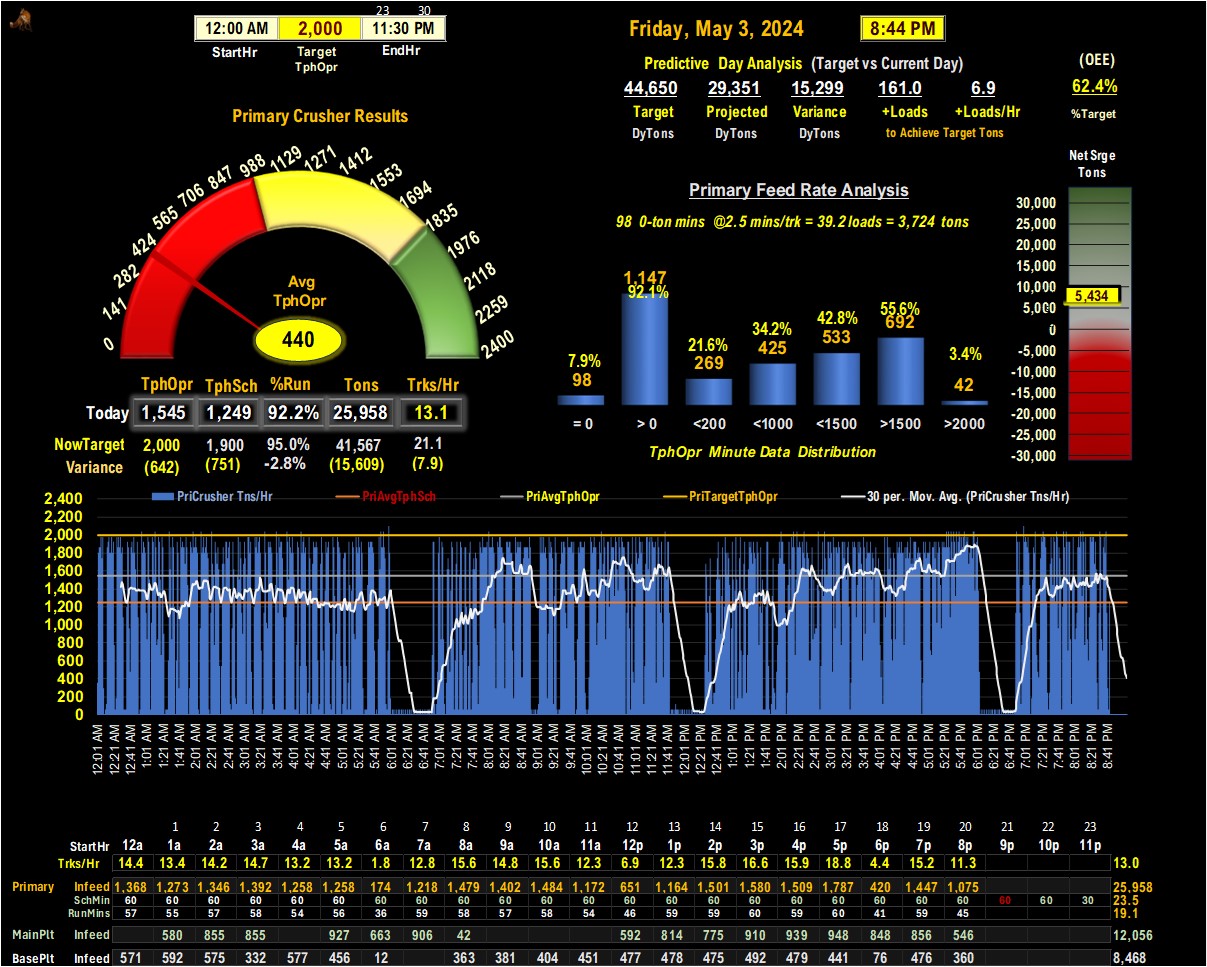 23 30
12:00 AM 2,000 11:30 PM
StartHr Target TphOpr EndHr
Friday, May 3, 2024 8:44 PM
Predictive Day Analysis (Target vs Current Day)
44,650 29,351 15,299 161.0 6.9
Target Projected Variance +Loads +Loads/Hr
DyTons DyTons DyTons to Achieve Target Tons
(OEE)
62.4%
%Target
Primary Crusher Results
0 141 282 424 565 706 847 988 1129 1271 1412 1553 1694 1835 1976 2118 2259 2400
Avg
TphOpr
440
TphOpr TphSch %Run Tons Trks/Hr
Today 1,545 1,249 92.2% 25,958 13.1
NowTarget 2,000 1,900 95.0% 41,567 21.1
Variance (642) (751) -2.8% (15,609) (7.9)
Primary Feed Rate Analysis
98 0-ton mins @2.5 mins/trk = 39.2 loads = 3,724 tons
7.9% 92.1% 21.6% 34.2% 42.8% 55.6% 3.4%
98 1,147 269 425 533 692 42
= 0 > 0 <200 <1000 <1500 >1500 >2000
TphOpr Minute Data Distribution
Net Srge
Tons
30,000
25,000
20,000
15,000
10,000
5,434
5,000
0
-5,000
-10,000
-15,000
-20,000
-25,000
-30,000
PriCrusher Tns/Hr PriAvgTphSch PriAvgTphOpr PriTargetTphOpr 30 per. Mov. Avg. (PriCrusher Tns/Hr)
2,400
2,200
2,000
1,800
1,600
1,400
1,200
1,000
800
600
400
200
0
12:01 AM 12:21 AM 12:41 AM 1:01 AM 1:21 AM 1:41 AM 2:01 AM 2:21 AM 2:41 AM 3:01 AM 3:21 AM 3:41 AM 4:01 AM 4:21 AM 4:41 AM 5:01 AM 5:21 AM 5:41 AM 6:01 AM 6:21 AM 6:41 AM 7:01 AM 7:21 AM 7:41 AM 8:01 AM 8:21 AM 8:41 AM 9:01 AM 9:21 AM 9:41 AM 10:01 AM 10:21 AM 10:41 AM 11:01 AM 11:21 AM 11:41 AM 12:01 PM 12:21 PM 12:41 PM 1:01 PM 1:21 PM 1:41 PM 2:01 PM 2:21 PM 2:41 PM 3:01 PM 3:21 PM 3:41 PM 4:01 PM 4:21 PM 4:41 PM 5:01 PM 5:21 PM 5:41 PM 6:01 PM 6:21 PM 6:41 PM 7:01 PM 7:21 PM 7:41 PM 8:01 PM 8:21 PM 8:41 PM
1 2 3 4 5 6 7 8 9 10 11 12 13 14 15 16 17 18 19 20 21 22 23
StartHr 12a 1a 2a 3a 4a 5a 6a 7a 8a 9a 10a 11a 12p 1p 2p 3p 4p 5p 6p 7p 8p 9p 10p 11p
Trks/Hr 14.4 13.4 14.2 14.7 13.2 13.2 1.8 12.8 15.6 14.8 15.6 12.3 6.9 12.3 15.8 16.6 15.9 18.8 4.4 15.2 11.3 13.0
Primary Infeed 1,368 1,273 1,346 1,392 1,258 1,258 174 1,218 1,479 1,402 1,484 1,172 651 1,164 1,501 1,580 1,509 1,787 420 1,447 1,075 25,958
SchMin 60 60 60 60 60 60 60 60 60 60 60 60 60 60 60 60 60 60 60 60 60 60 60 30 23.5
RunMins 57 55 57 58 54 56 36 59 58 57 58 54 46 59 59 60 59 60 41 59 45 19.1
MainPlt Infeed 580 855 855 927 663 906 42 592 814 775 910 939 948 848 856 546 12,056
BasePlt Infeed 571 592 575 332 577 456 12 363 381 404 451 477 478 475 492 479 441 76 476 360 8,468